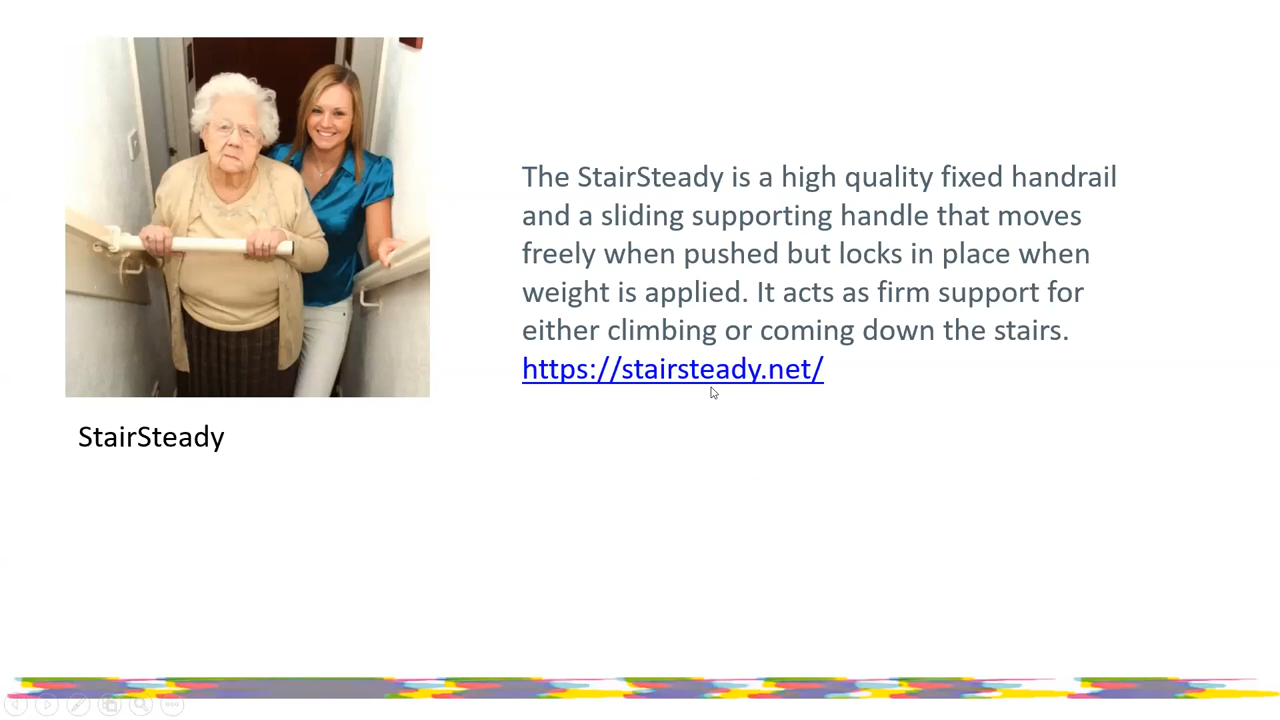 The StairSteady is a high quality fixed handrail
and a sliding supporting handle that moves
freely when pushed but locks in place when
weight is applied. It acts as firm support for
either climbing or coming down the stairs.
https://stairsteady.net/
StairSteady